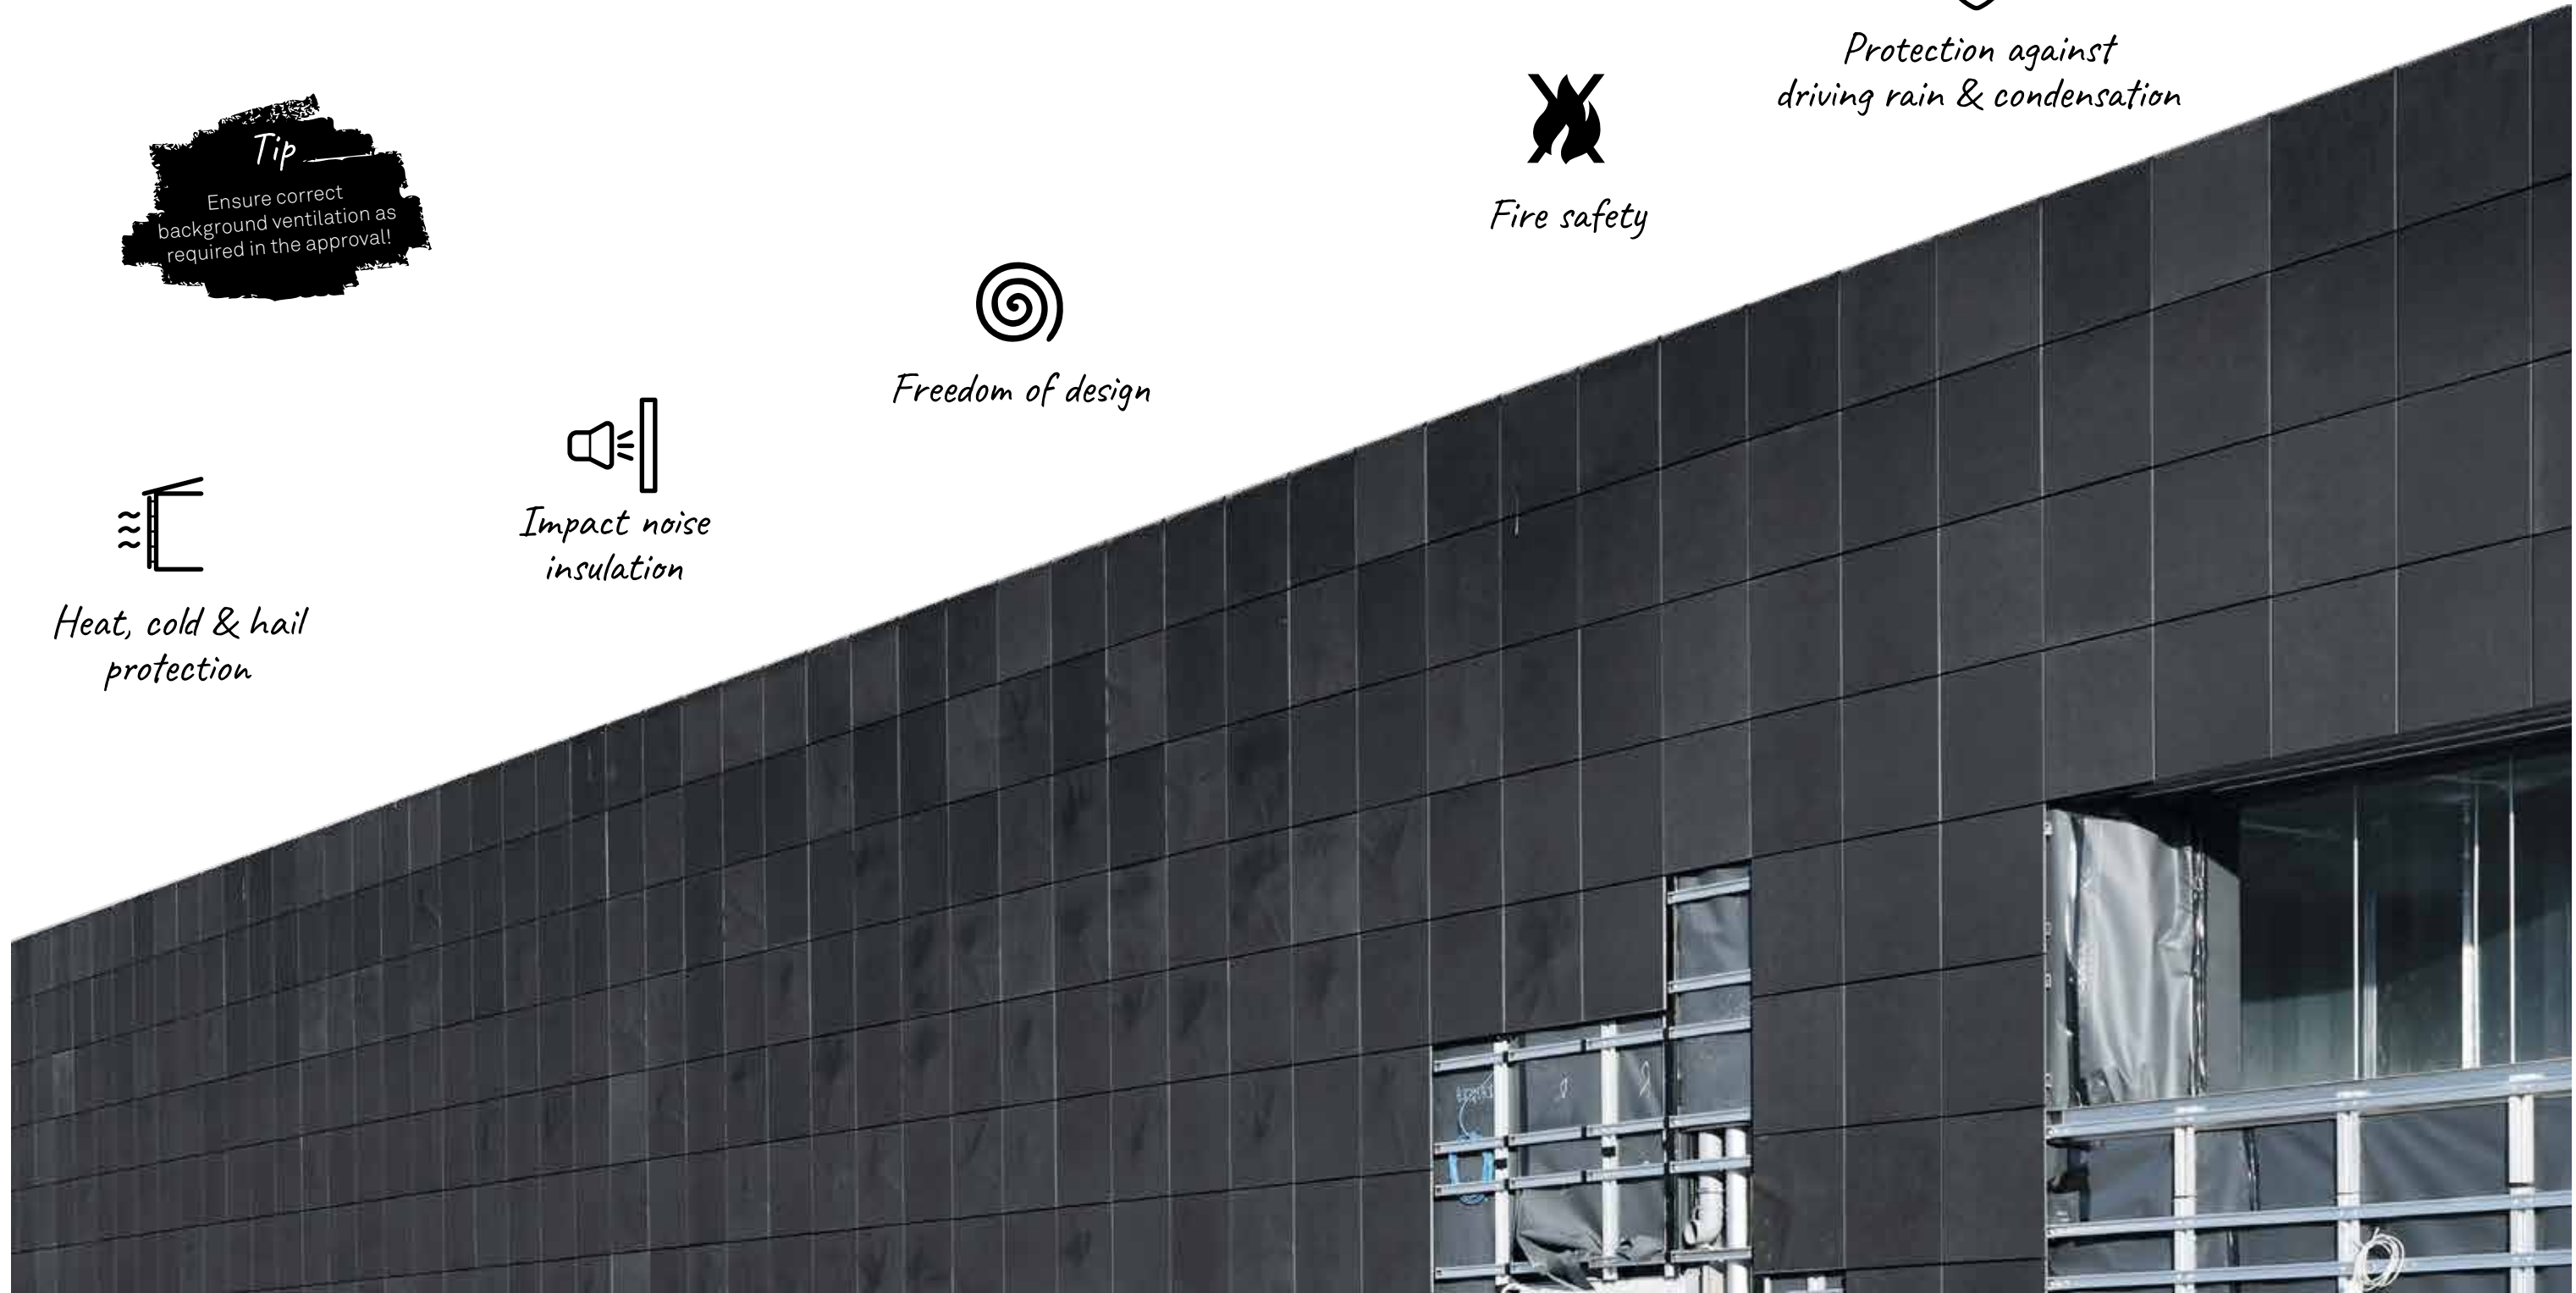 Protection against
driving rain & condensation
Tip
Ensure correct
background ventilation as
required in the approval!
Fire safety
Freedom of design
Impact noise
insulation
Heat, cold & hail
protection